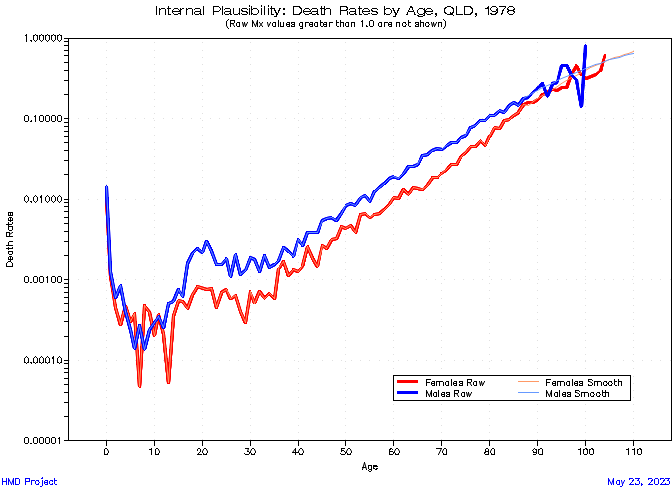 Internal Plausibility: Death Rates by Age, QLD, 1978
(Raw Mx values greater than 1.0 are not shown)
1.00000
0.10000
0.01000
0.00100
0.00010
0.00001
Death Rates
Females Raw
Females Smooth
Males Raw
Males Smooth
0 10 20 30 40 50 60 70 80 90 100 110
Age
HMD Project
May 23, 2023